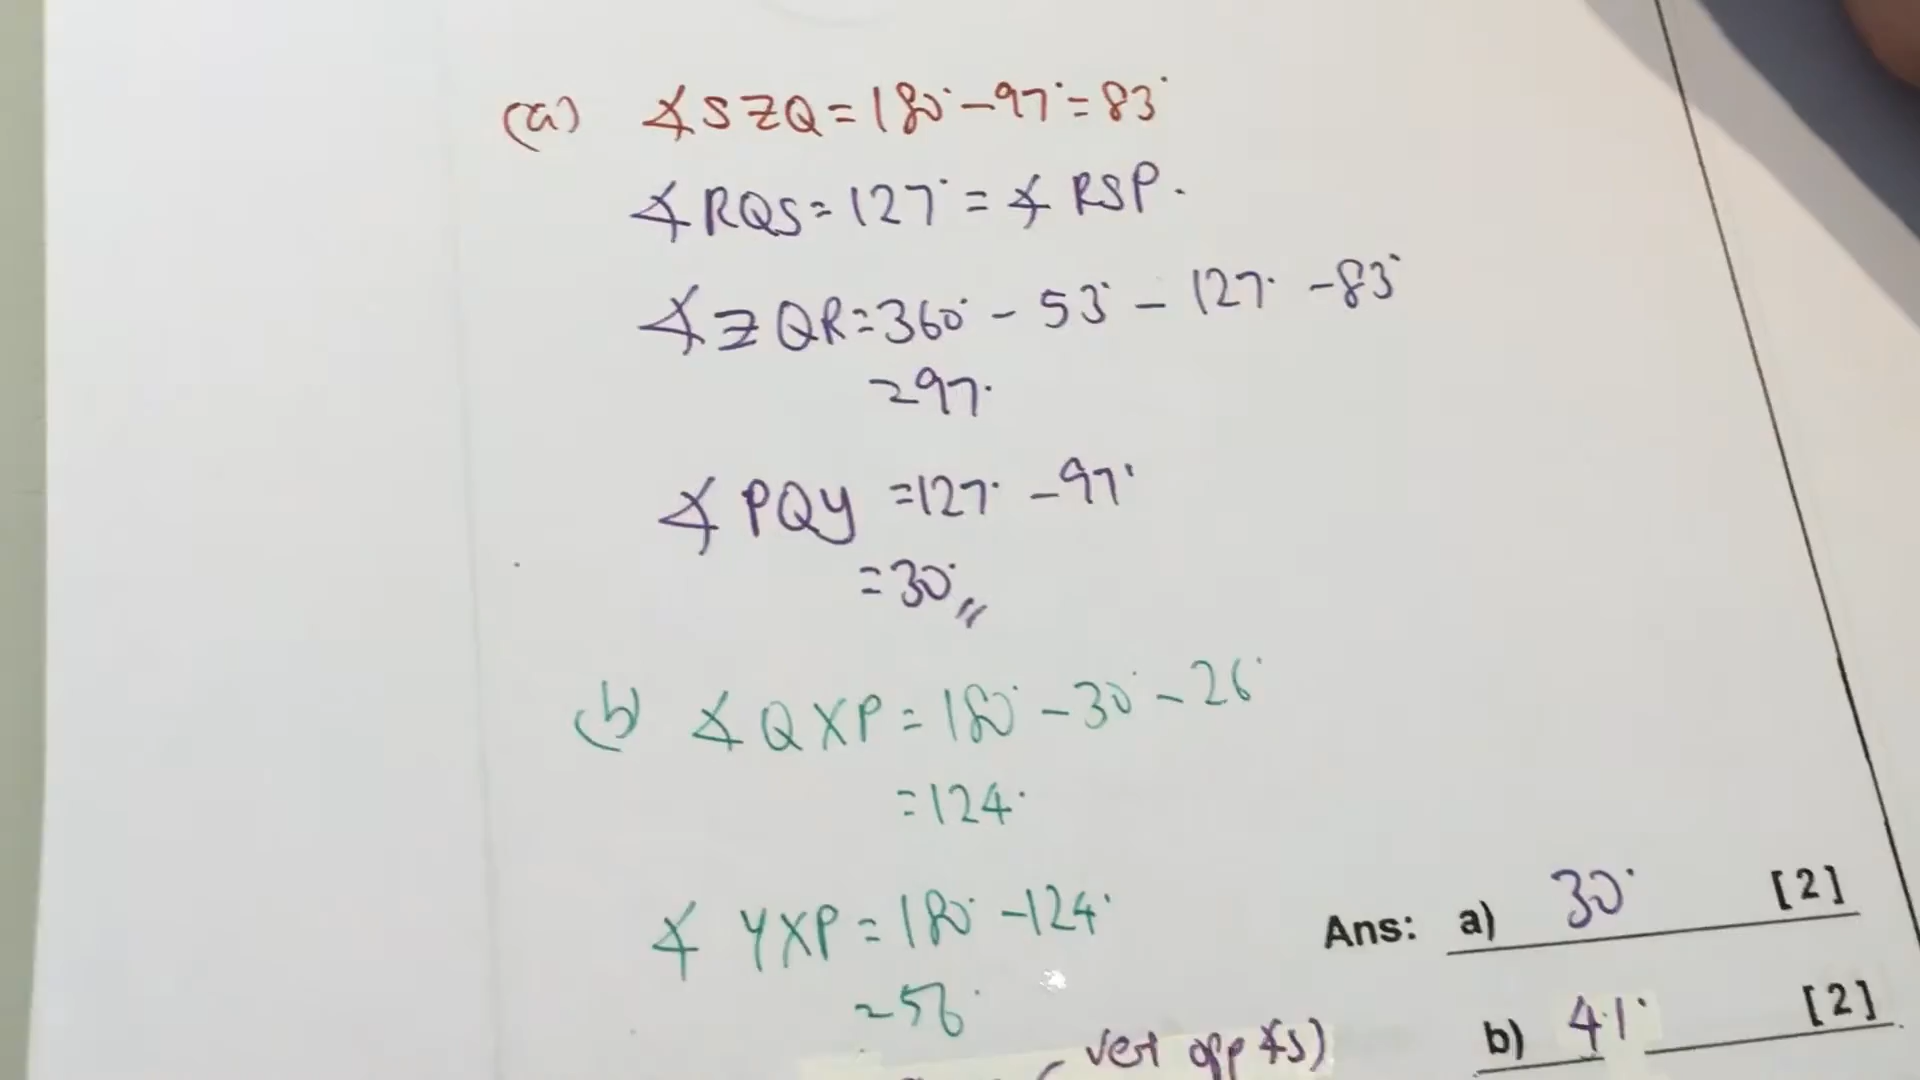 (a) ∡SZQ = 180° - 97° = 83°
∡RQS = 127° = ∡ RSP.
∡ZQR = 360° - 53° - 127° - 83°
= 97°
∡ PQY = 127° - 97°
= 30°
(b) ∡ QXP = 180° - 30° - 26°
= 124°
∡ YXP = 180° - 124°
= 56°
(vert opp ∡s)
Ans: a) 30° [2]
b) 41° [2]